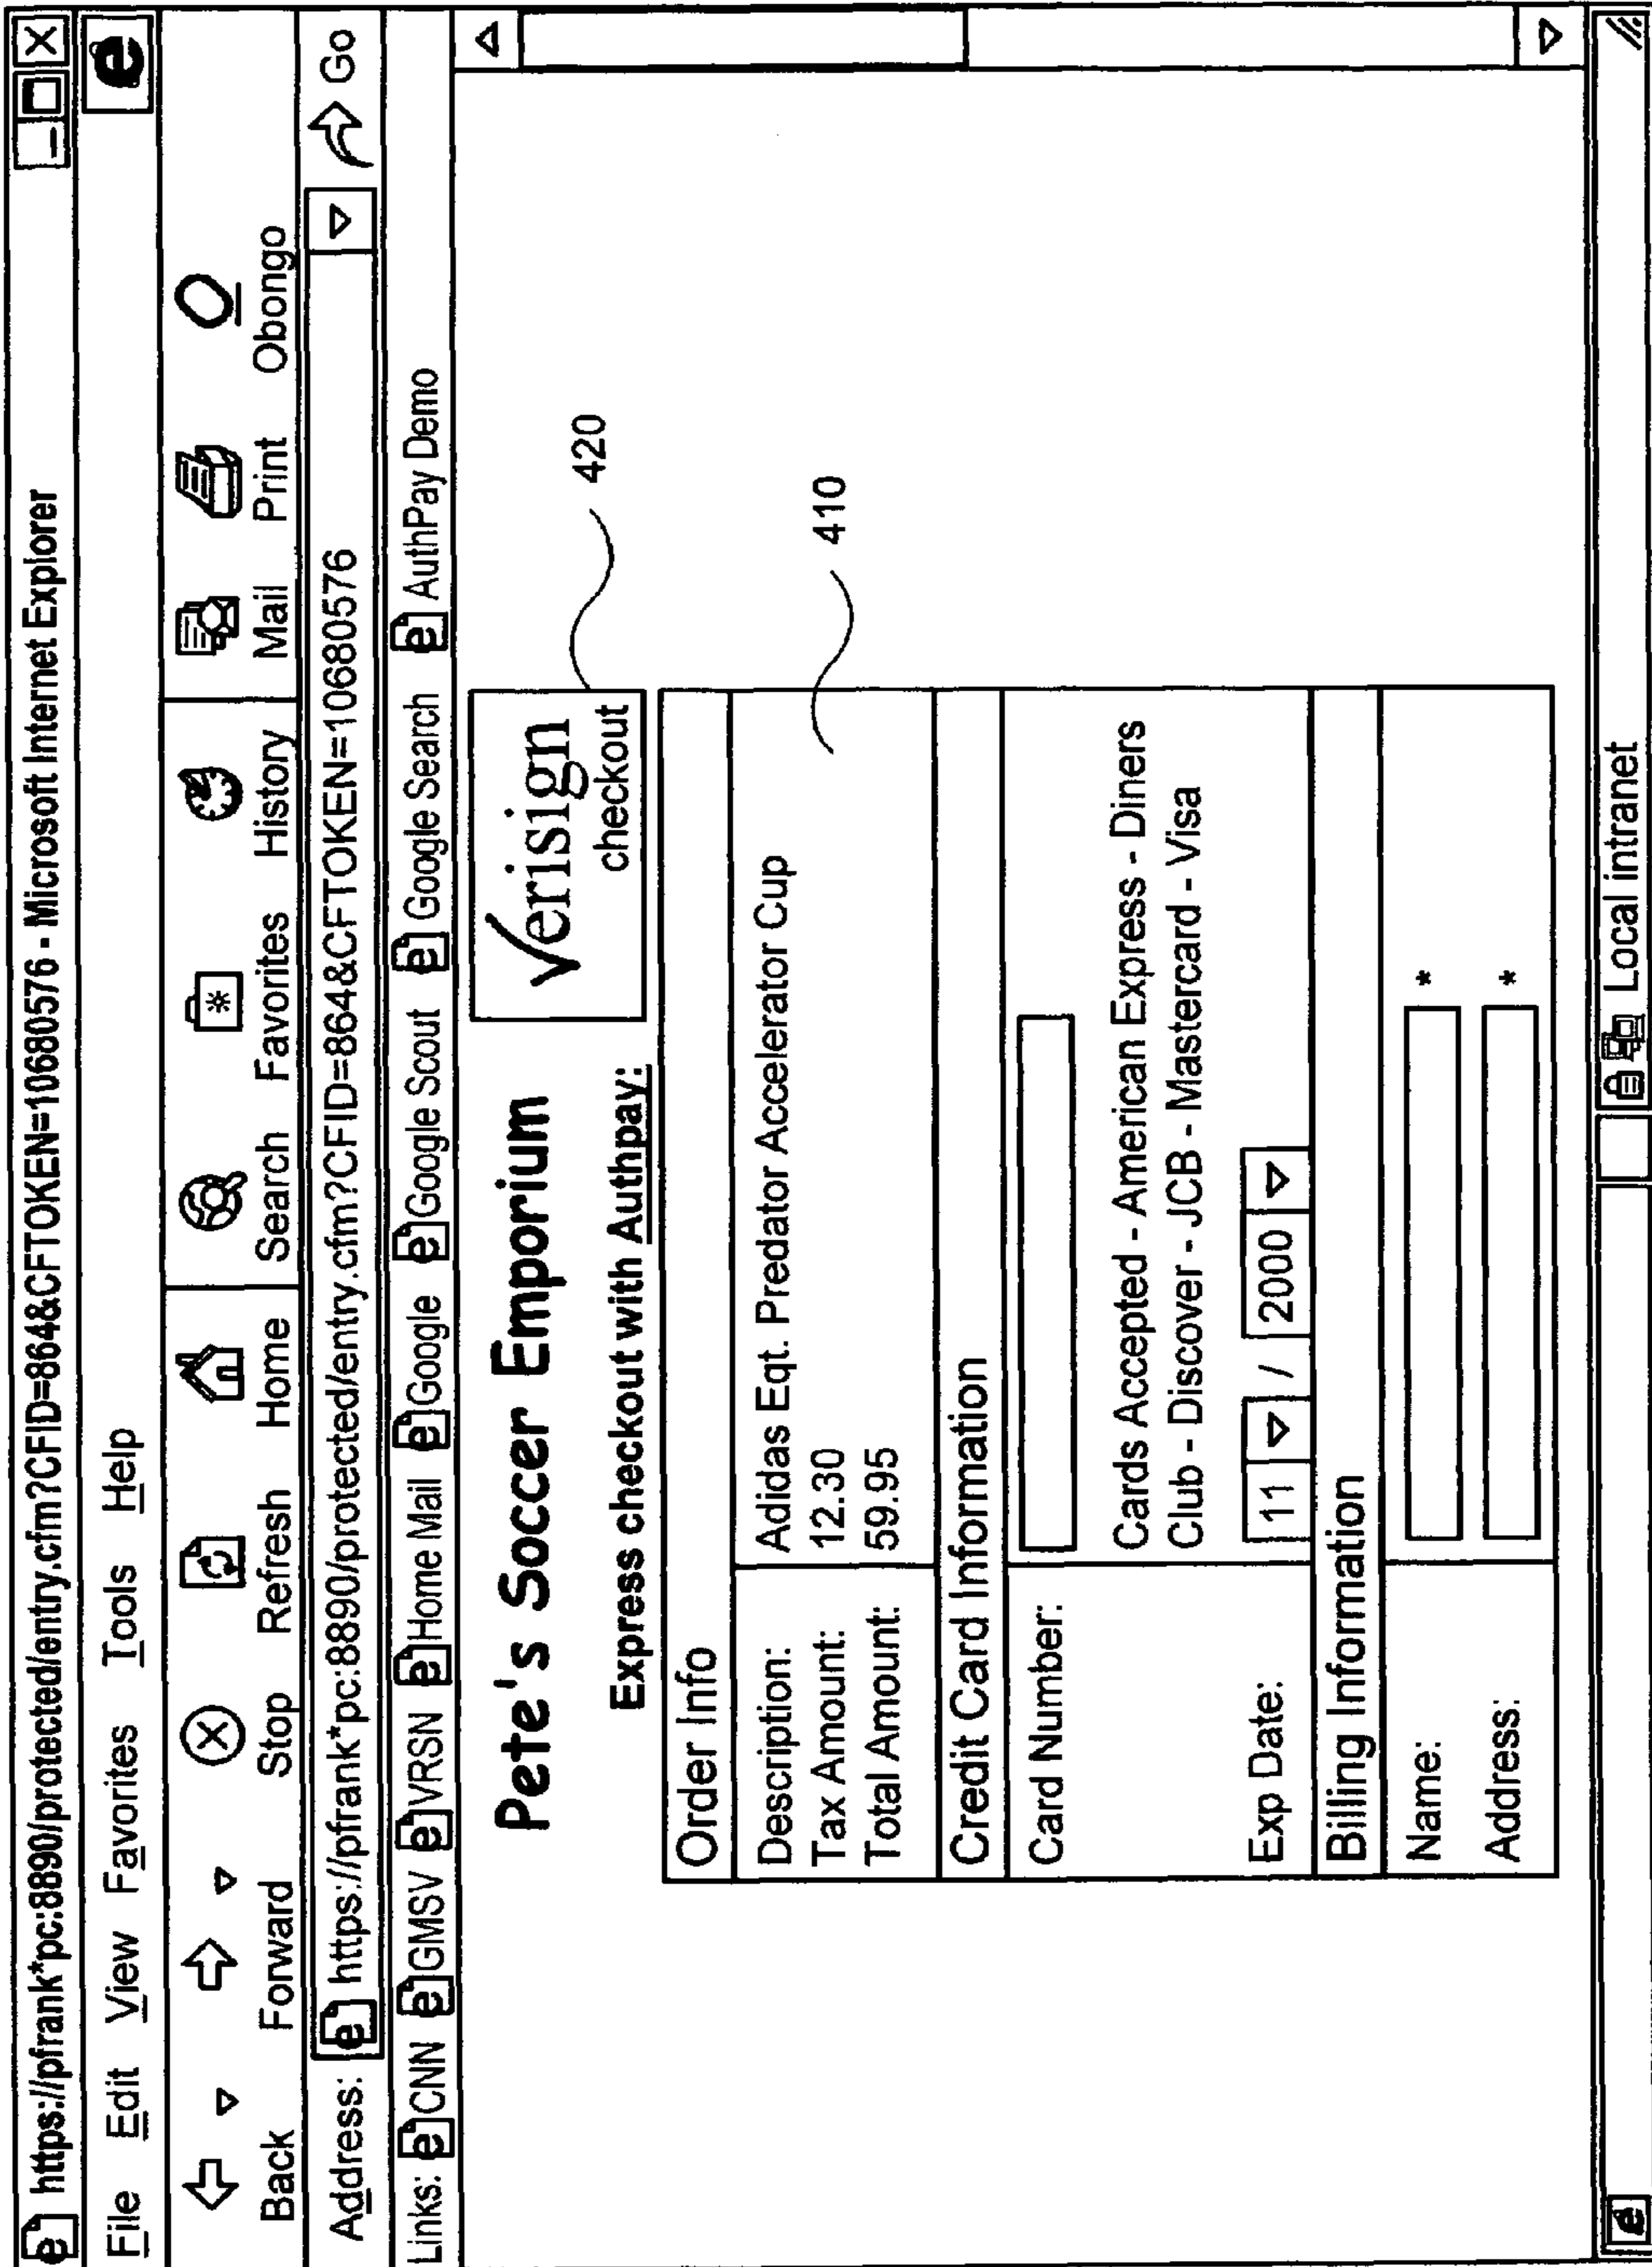 https://pfrank*pc:8890/protected/entry.cfm?CFID=864&CFTOKEN=10680576 - Microsoft Internet Explorer
File Edit View Favorites Tools Help
Back Forward Stop Refresh Home Search Favorites History Mail Print Obongo
Address: https://pfrank*pc:8890/protected/entry.cfm?CFID=864&CFTOKEN=10680576 Go
Links: CNN GMSV VRSN Home Mail Google Google Scout Google Search AuthPay Demo
Pete's Soccer Emporium
Verisign
checkout
420
Express checkout with Authpay:
Order Info
Description: Adidas Eqt. Predator Accelerator Cup
410
Tax Amount: 12.30
Total Amount: 59.95
Credit Card Information
Card Number:
Cards Accepted - American Express - Diners
Club - Discover - JCB - Mastercard - Visa
Exp Date: 11 / 2000
Billing Information
Name: *
Address: *
Local intranet